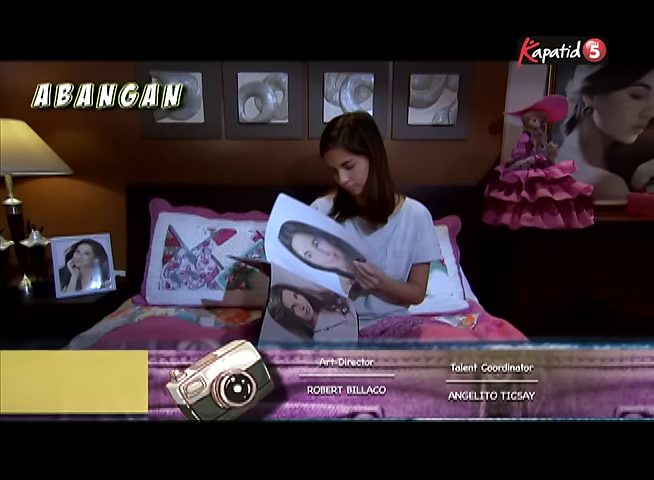 Kapatid 5
ABANGAN
Art Director
ROBERT BILLACO
Talent Coordinator
ANGELITO TICSAY